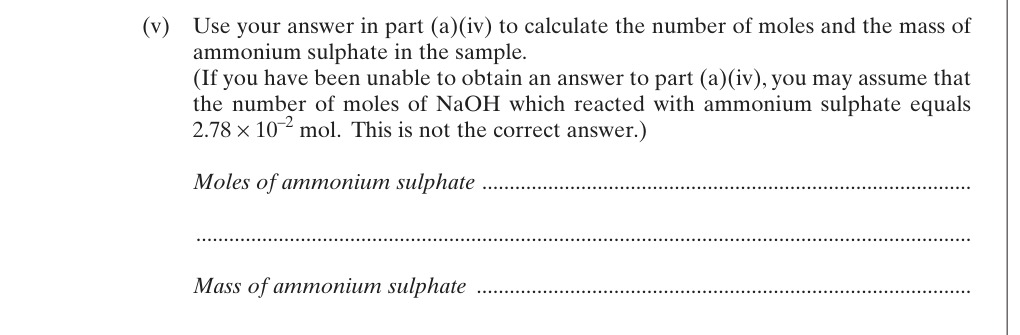 (v) Use your answer in part (a)(iv) to calculate the number of moles and the mass of
ammonium sulphate in the sample.
(If you have been unable to obtain an answer to part (a)(iv), you may assume that
the number of moles of NaOH which reacted with ammonium sulphate equals
2.78 × 10⁻² mol. This is not the correct answer.)
Moles of ammonium sulphate ..........................................................................................
................................................................................................................................................
Mass of ammonium sulphate ...........................................................................................